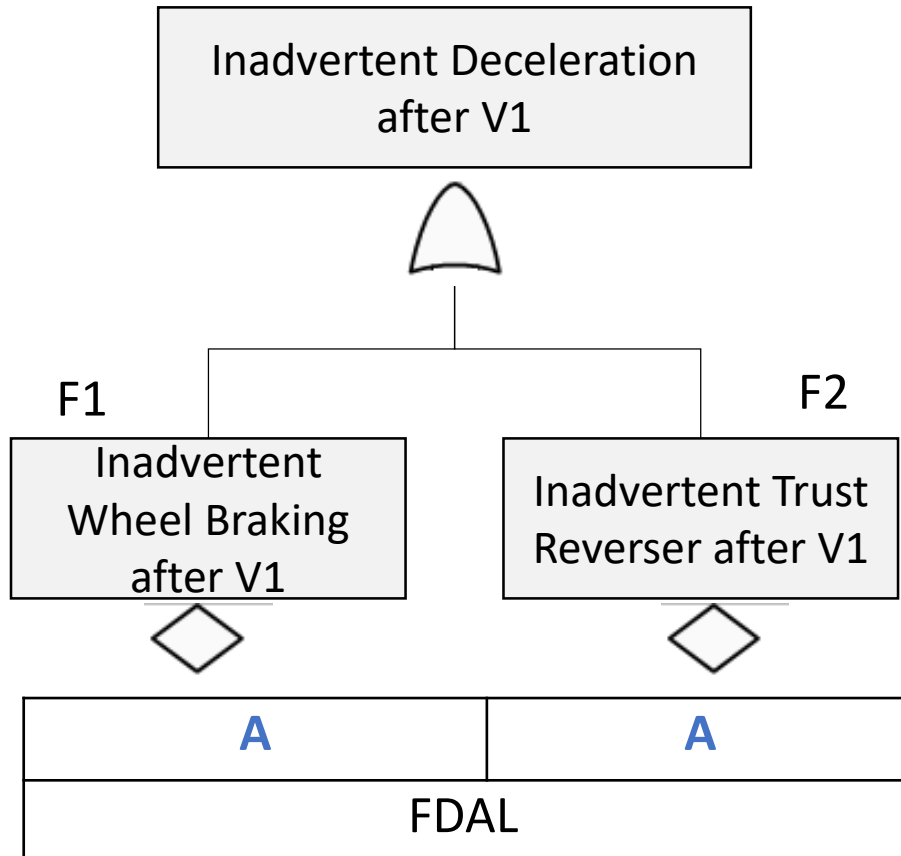 Inadvertent Deceleration
after V1
F1
F2
Inadvertent
Wheel Braking
after V1
Inadvertent Trust
Reverser after V1
A
A
FDAL